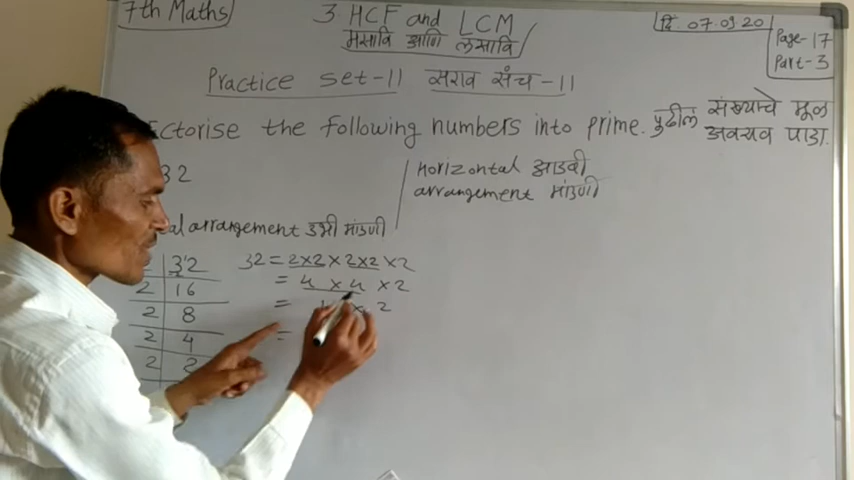 7th Maths
3. HCF and LCM
मसावि आणि लसावि
दि. 07.09.20
Page-17
Part-3
Practice set-11 सराव संच-11
ctorise the following numbers into prime.
पुढील संख्यांचे मूळ
अवयव पाडा.
32
al arrangement उभी मांडणी
Horizontal आडवी
arrangement मांडणी
32
2 16
2 8
2 4
2 2
32 = 2×2×2×2×2
= 4×4×2
= × 2
=